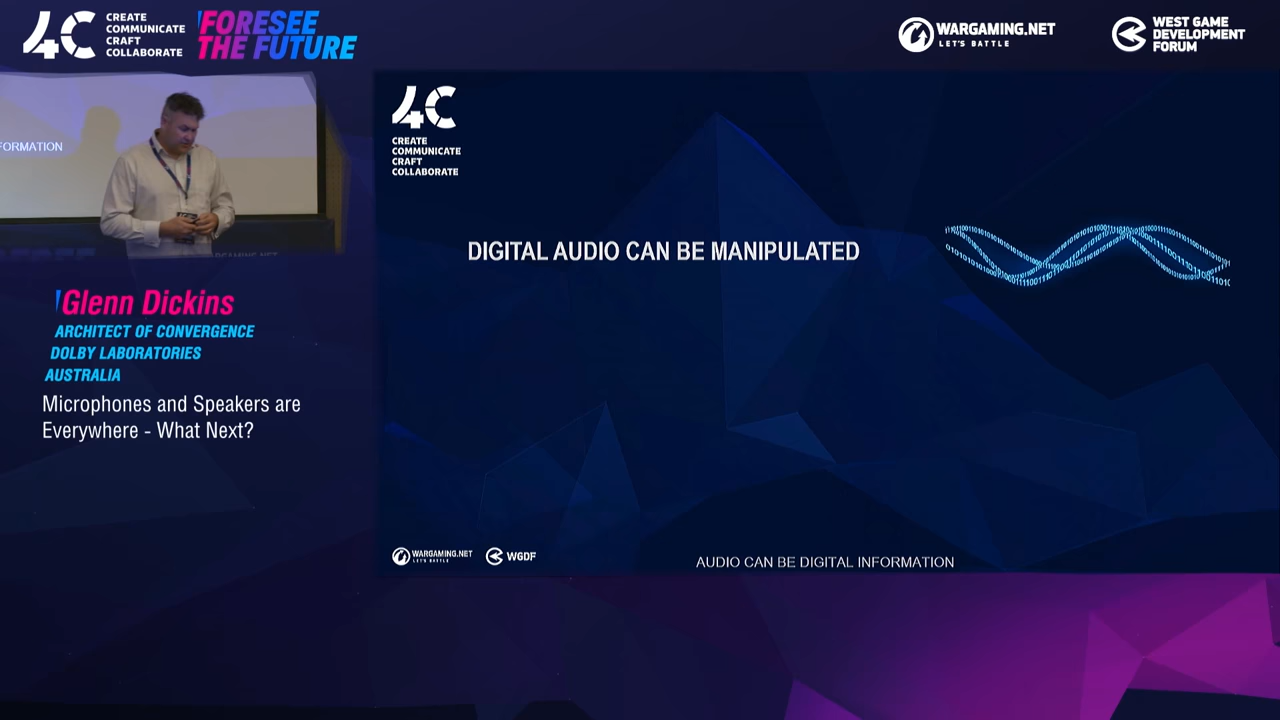 4C
CREATE
COMMUNICATE
CRAFT
COLLABORATE
FORESEE
THE FUTURE
WARGAMING.NET
LET'S BATTLE
WEST GAME
DEVELOPMENT
FORUM
FORMATION
Glenn Dickins
ARCHITECT OF CONVERGENCE
DOLBY LABORATORIES
AUSTRALIA
Microphones and Speakers are
Everywhere - What Next?
4C
CREATE
COMMUNICATE
CRAFT
COLLABORATE
DIGITAL AUDIO CAN BE MANIPULATED
WARGAMING.NET
LET'S BATTLE
WGDF
AUDIO CAN BE DIGITAL INFORMATION